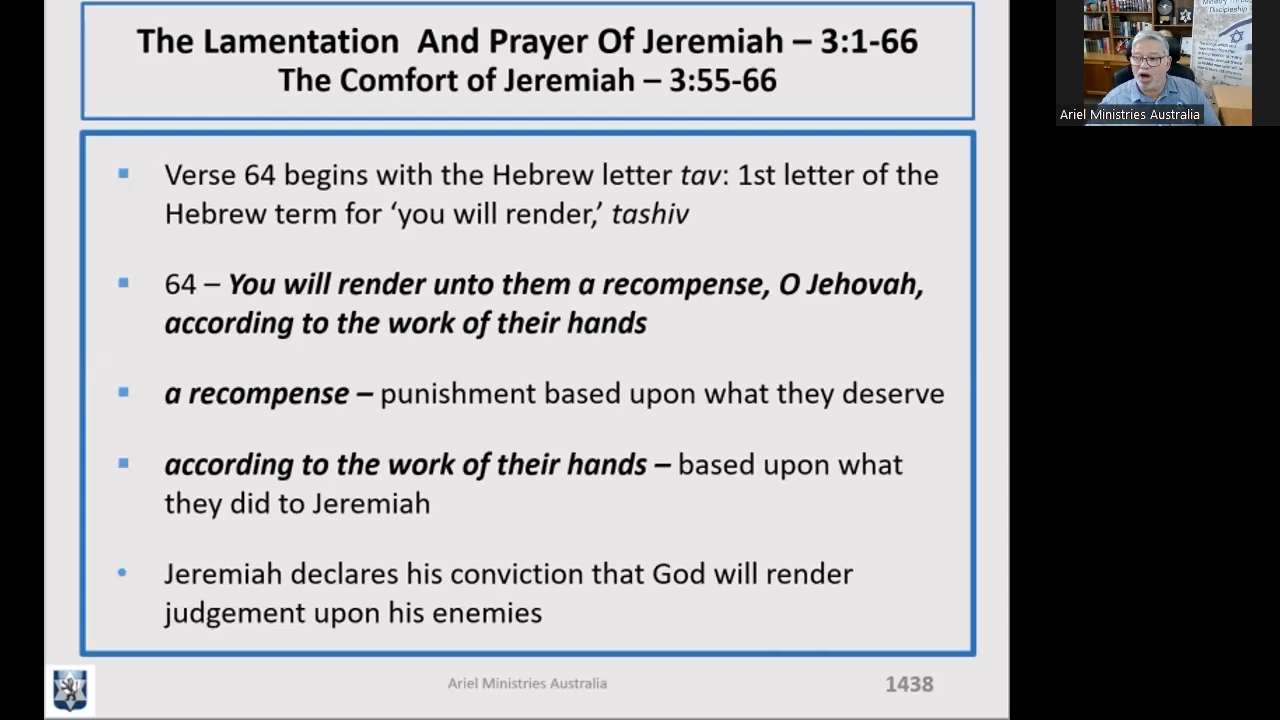 The Lamentation And Prayer Of Jeremiah – 3:1-66
The Comfort of Jeremiah – 3:55-66
▪ Verse 64 begins with the Hebrew letter tav: 1st letter of the
Hebrew term for ‘you will render,’ tashiv
▪ 64 – You will render unto them a recompense, O Jehovah,
according to the work of their hands
▪ a recompense – punishment based upon what they deserve
▪ according to the work of their hands – based upon what
they did to Jeremiah
• Jeremiah declares his conviction that God will render
judgement upon his enemies
Ariel Ministries Australia
1438
Discipleship
Ariel Ministries Australia